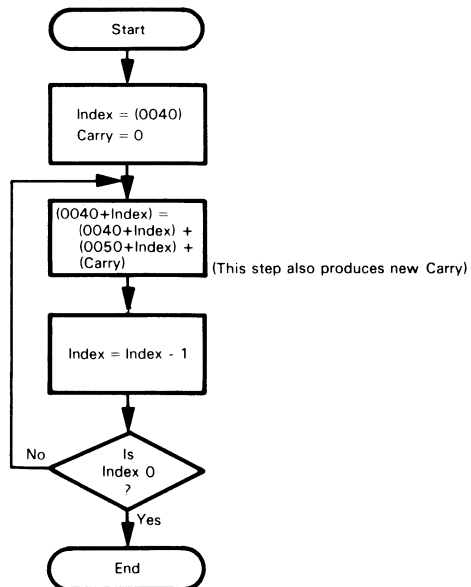 Start
Index = (0040)
Carry = 0
(0040+Index) =
(0040+Index) +
(0050+Index) +
(Carry)
(This step also produces new Carry)
Index = Index - 1
No
Is
Index 0
?
Yes
End